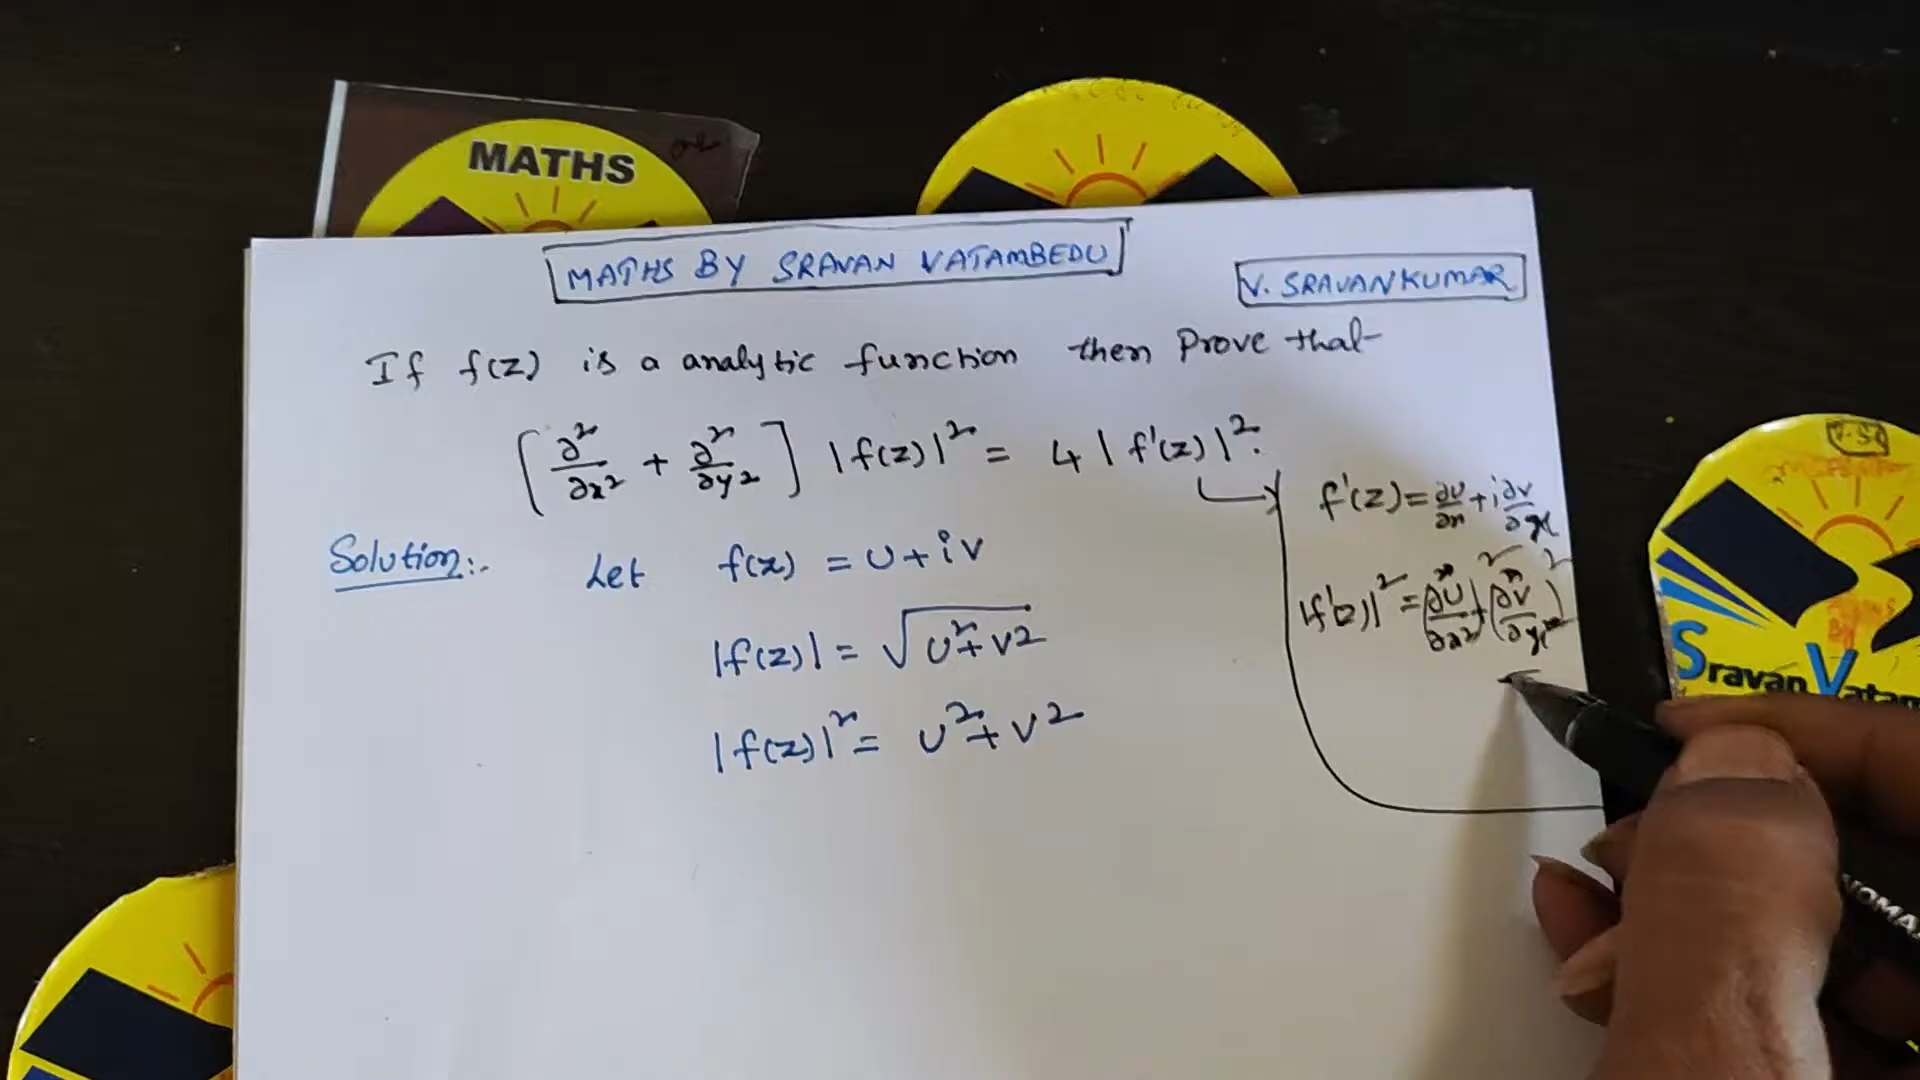 MATHS
MATHS BY SRAVAN VATAMBEDU
V. SRAVANKUMAR
If f(z) is a analytic function then Prove that
[∂²/∂x² + ∂²/∂y²] |f(z)|² = 4 |f'(z)|².
f'(z) = ∂u/∂x + i ∂v/∂x
Solution:- Let f(z) = u + iv
|f'(z)|² = (∂u/∂x)² + (∂v/∂x)²
|f(z)| = √u²+v²
|f(z)|² = u²+v²
Sravan Vatam